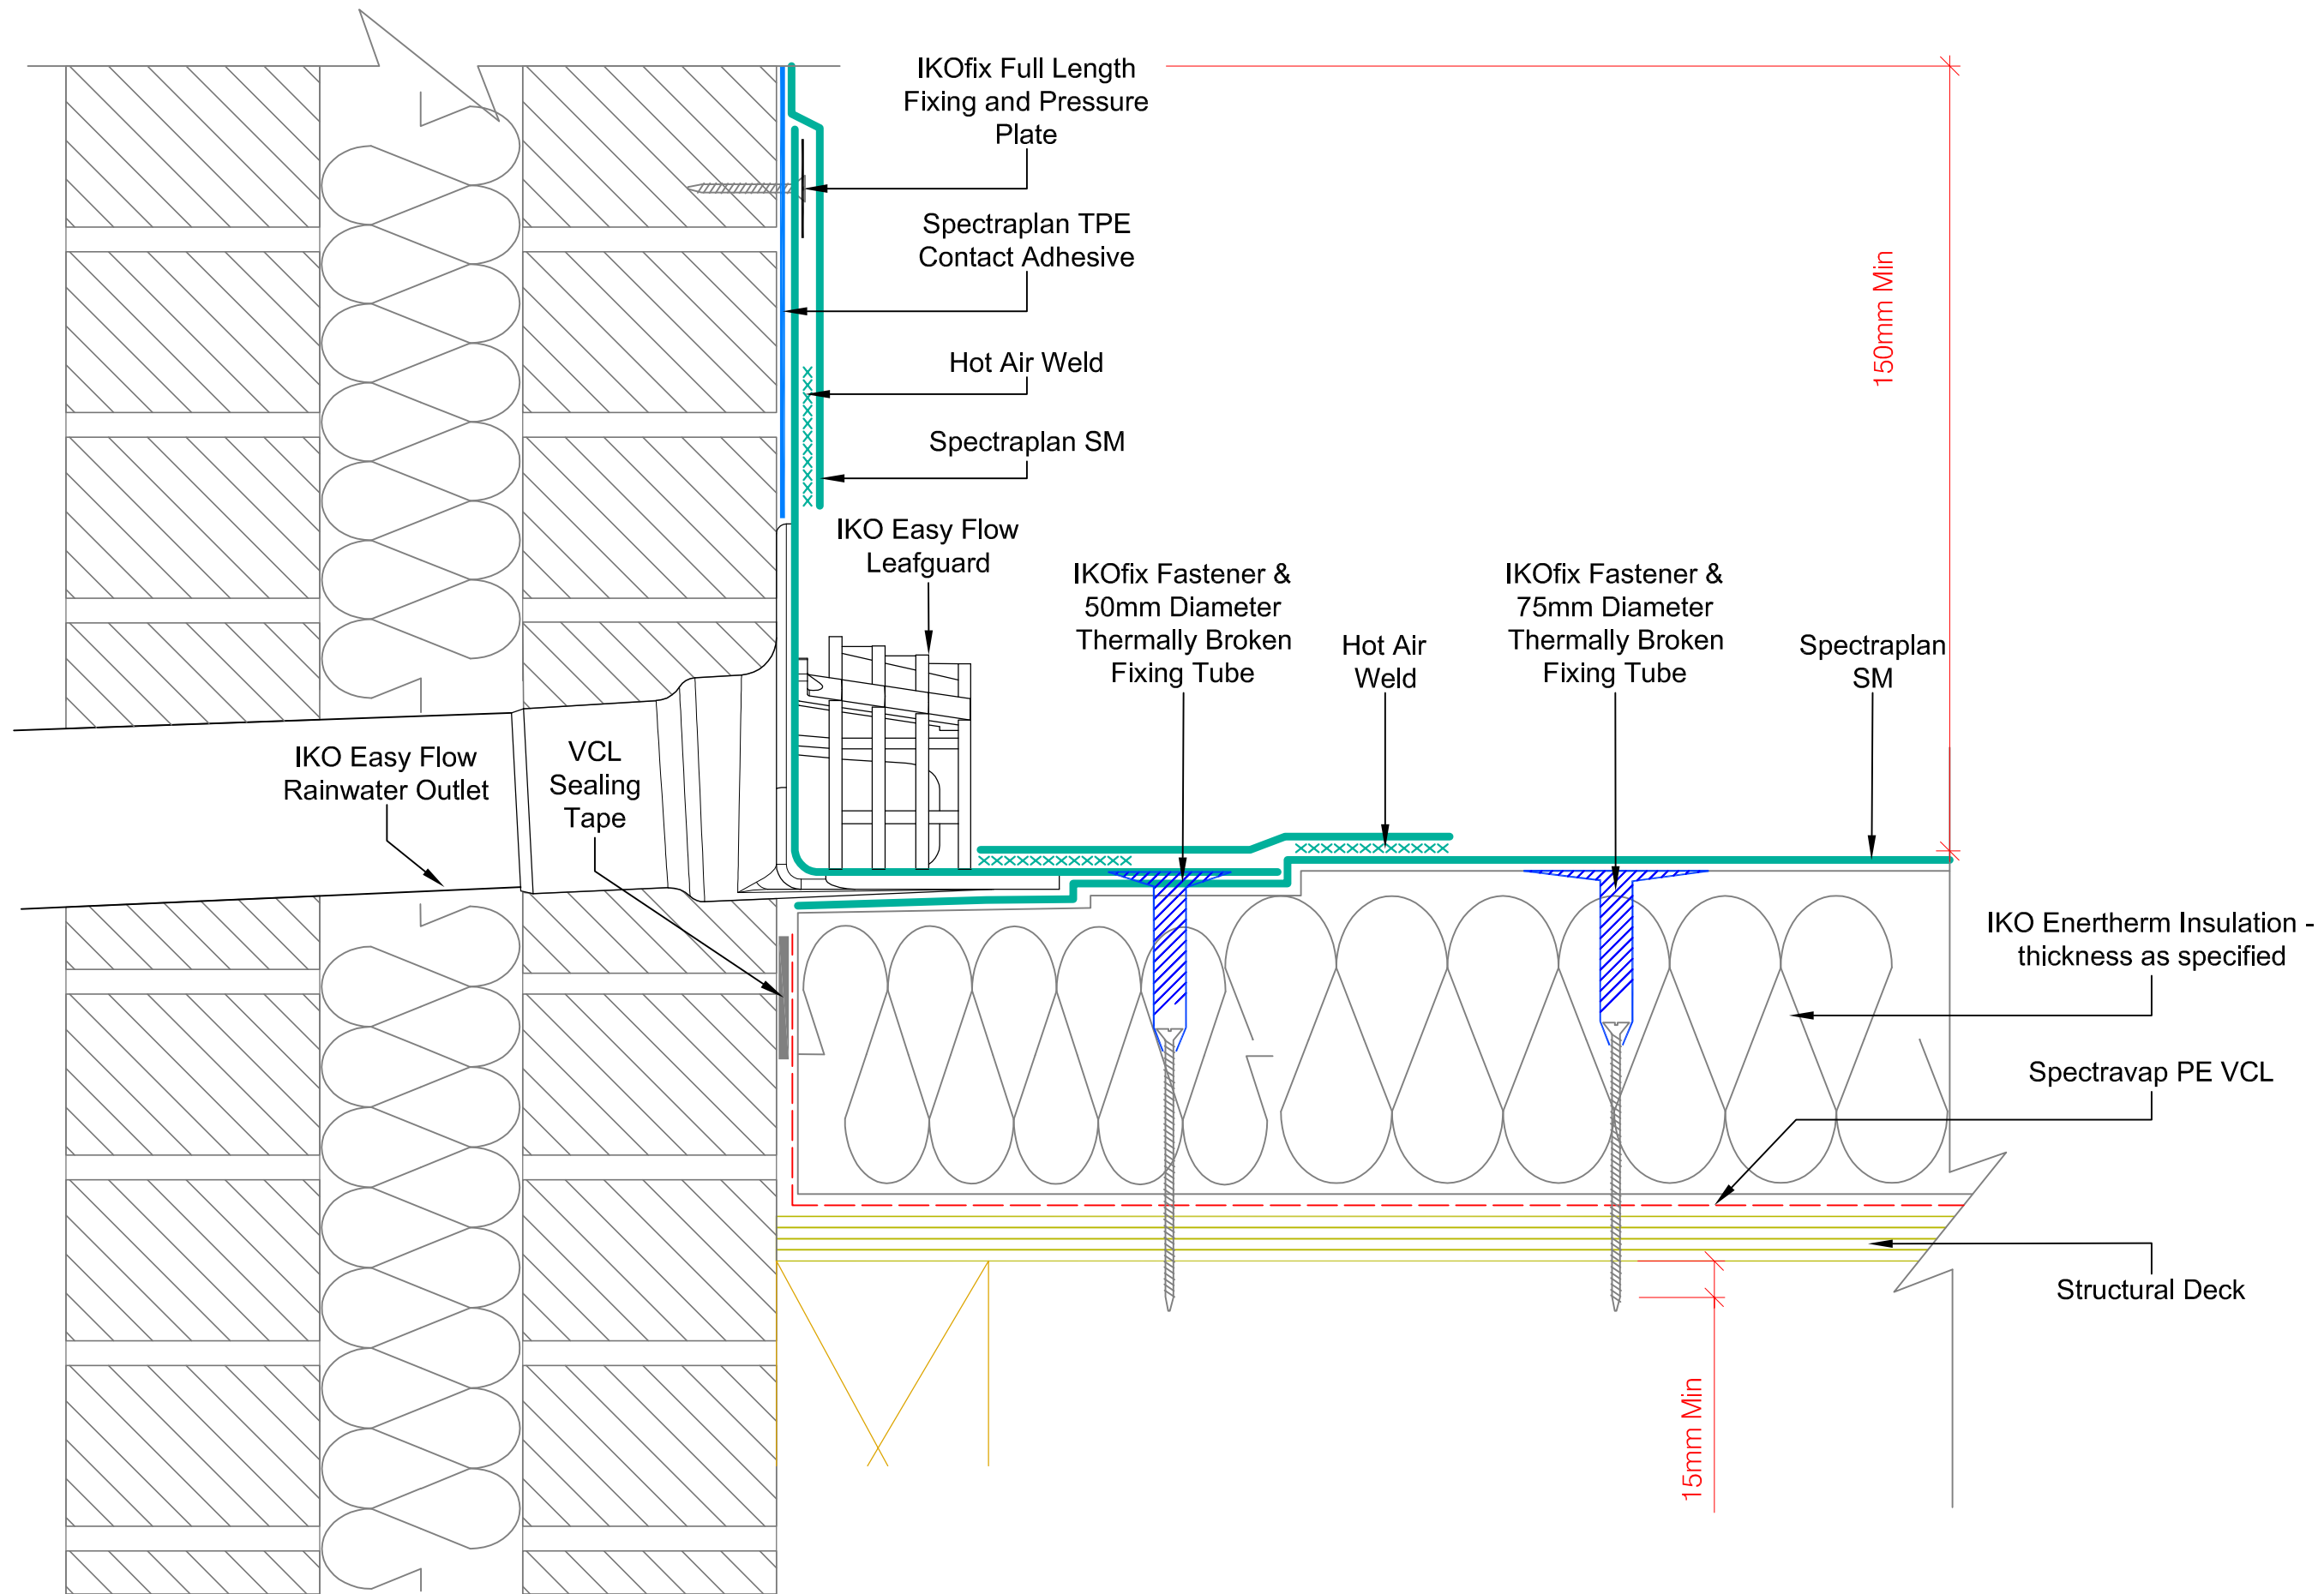 IKOfix Full Length
Fixing and Pressure
Plate
Spectraplan TPE
Contact Adhesive
Hot Air Weld
Spectraplan SM
IKO Easy Flow
Leafguard
IKOfix Fastener &
50mm Diameter
Thermally Broken
Fixing Tube
Hot Air
Weld
IKOfix Fastener &
75mm Diameter
Thermally Broken
Fixing Tube
Spectraplan
SM
150mm Min
IKO Easy Flow
Rainwater Outlet
VCL
Sealing
Tape
IKO Enertherm Insulation -
thickness as specified
Spectravap PE VCL
Structural Deck
15mm Min